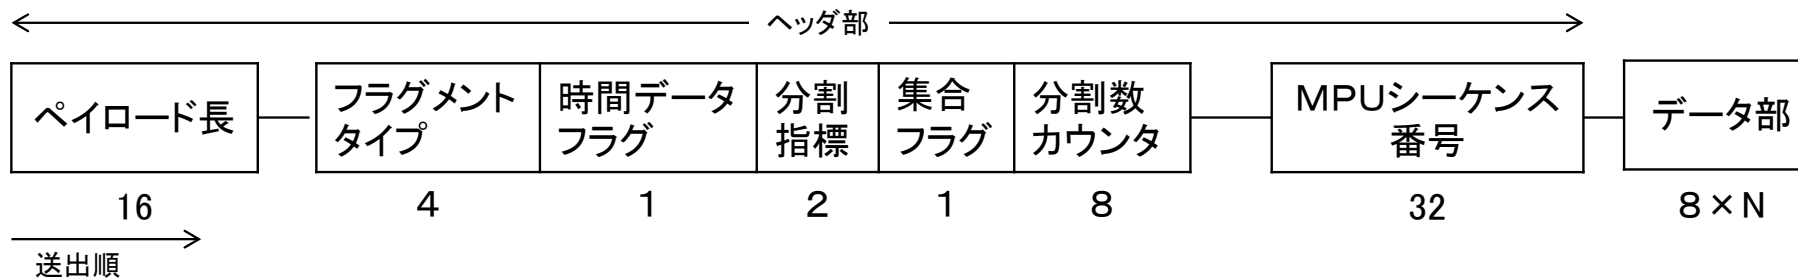 ヘッダ部
ペイロード長
フラグメント
タイプ
時間データ
フラグ
分割
指標
集合
フラグ
分割数
カウンタ
MPUシーケンス
番号
データ部
16
4
1
2
1
8
32
8×N
送出順